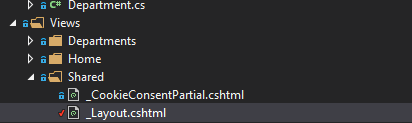 C# Department.cs
Views
Departments
Home
Shared
_CookieConsentPartial.cshtml
_Layout.cshtml